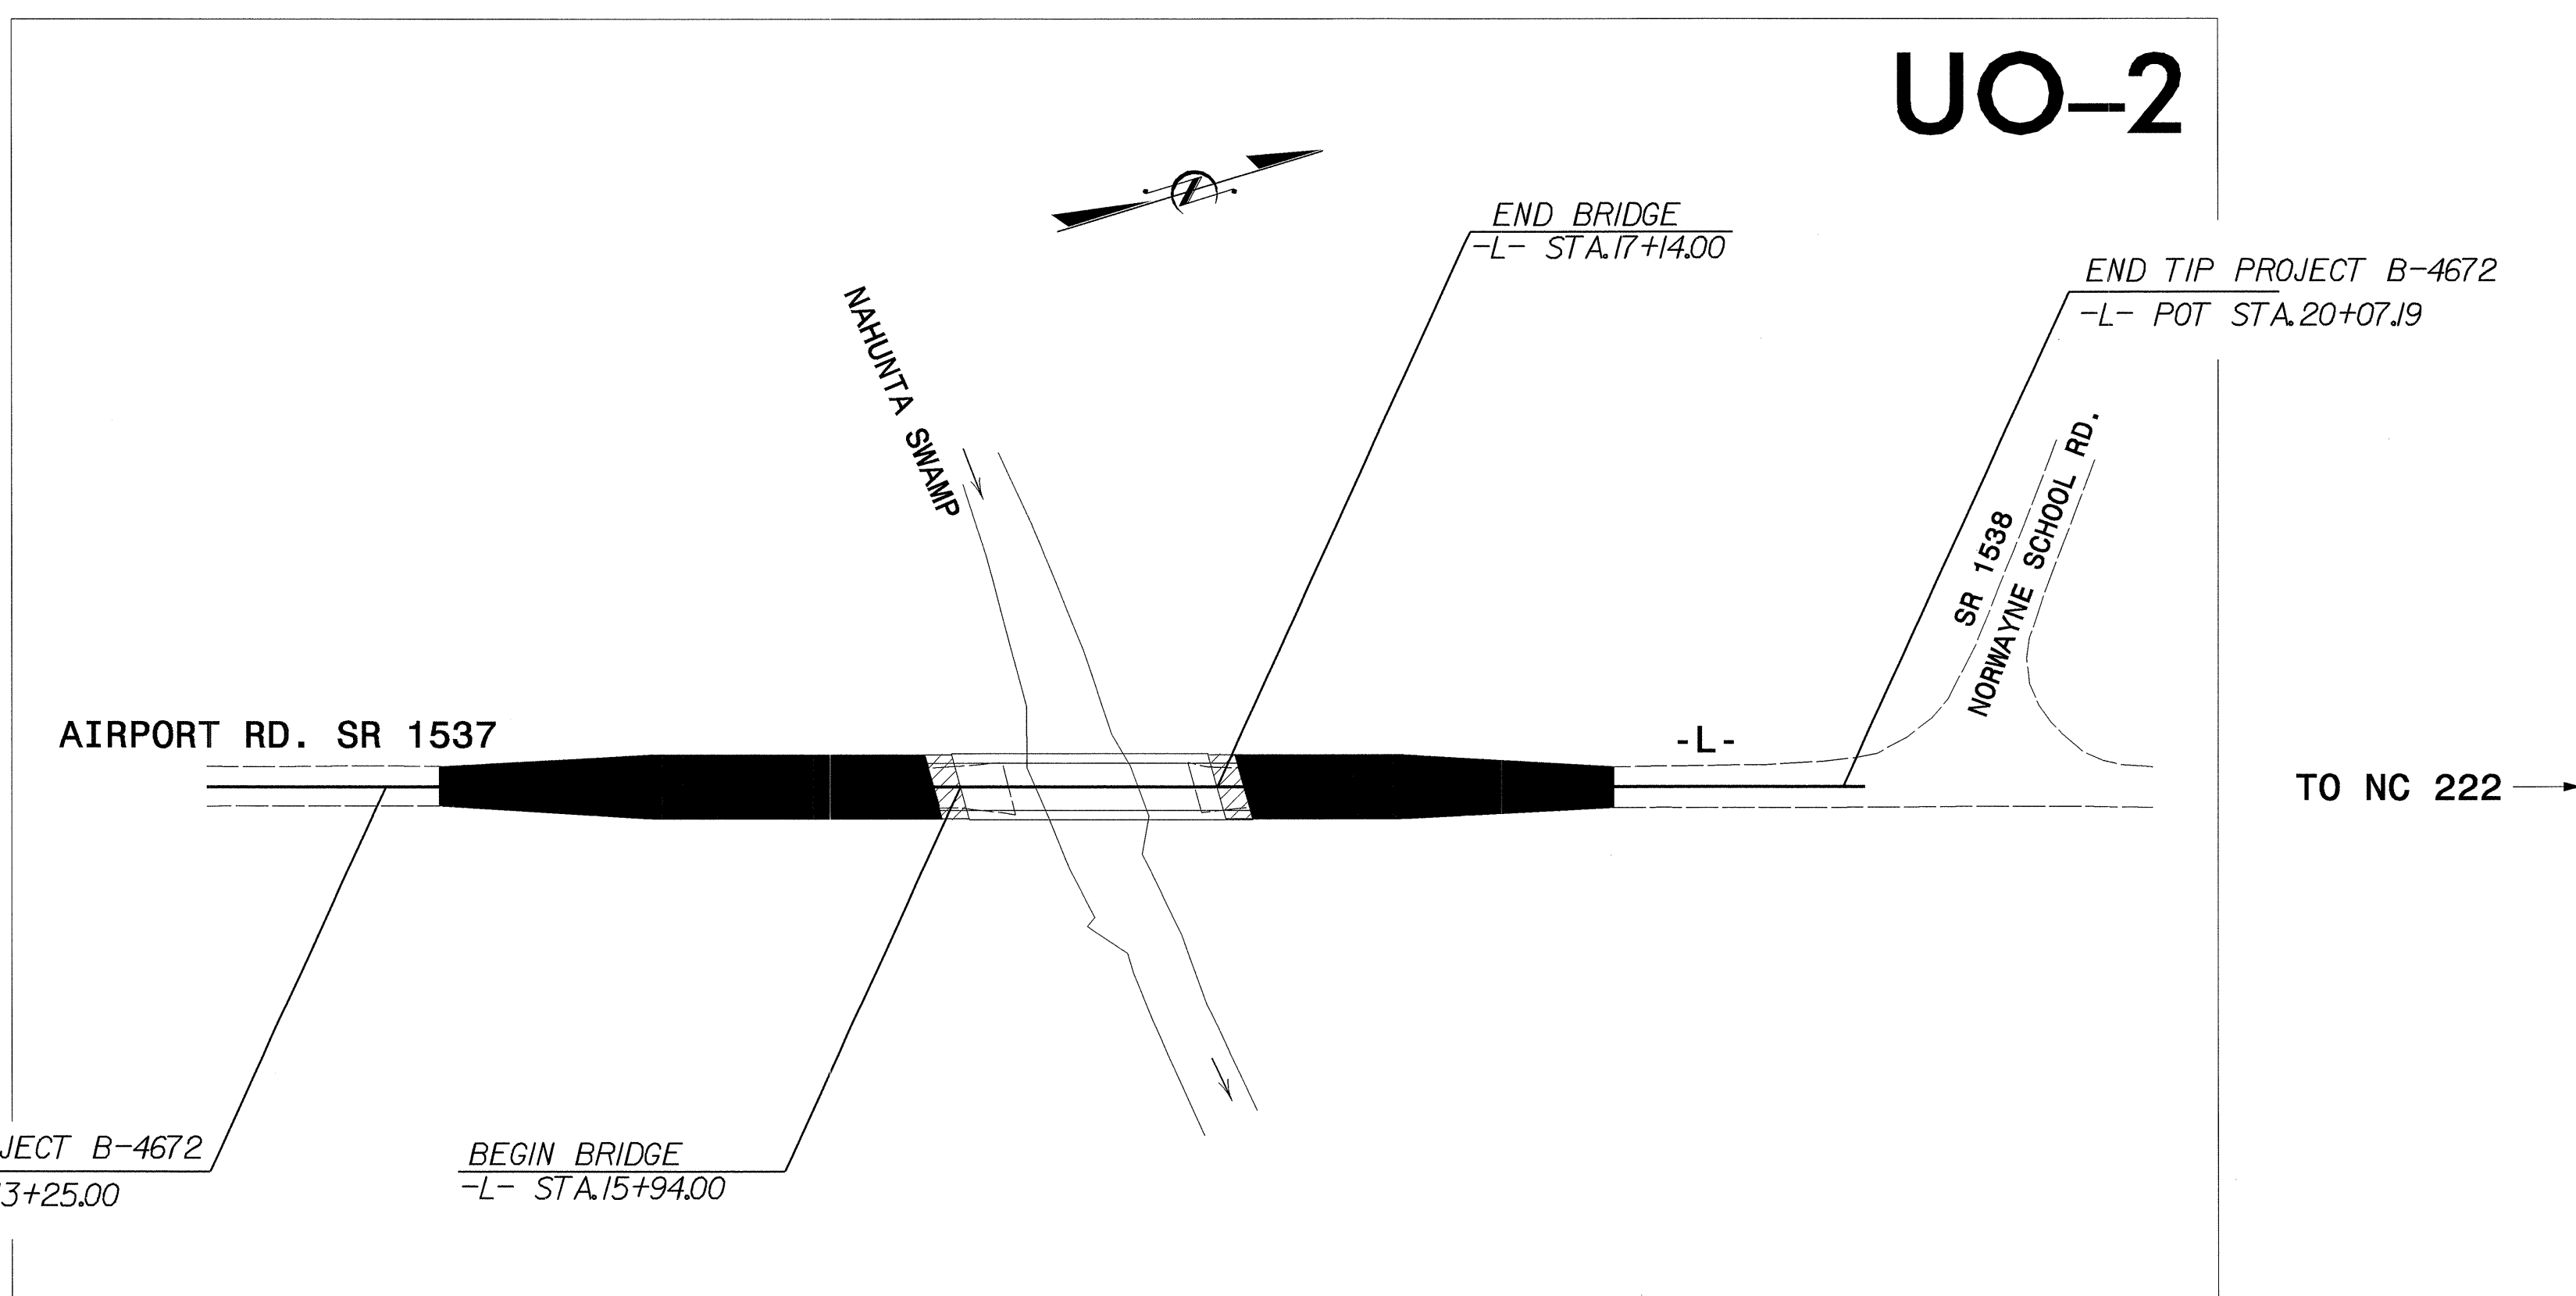 UO-2
END BRIDGE
-L- STA.17+14.00
END TIP PROJECT B-4672
-L- POT STA.20+07.19
NAHUNTA SWAMP
SR 1538
NORWAYNE SCHOOL RD.
AIRPORT RD. SR 1537
-L-
TO NC 222
JECT B-4672
3+25.00
BEGIN BRIDGE
-L- STA.15+94.00